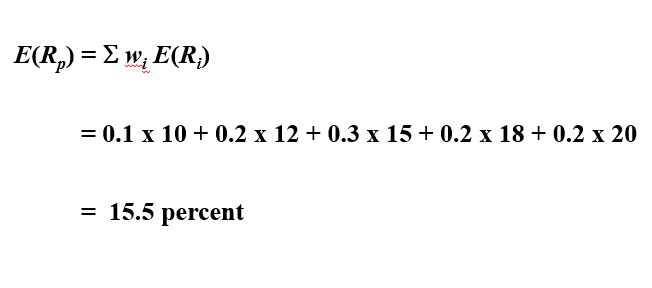 E(Rp) = Σ wi E(Ri)
= 0.1 x 10 + 0.2 x 12 + 0.3 x 15 + 0.2 x 18 + 0.2 x 20
= 15.5 percent